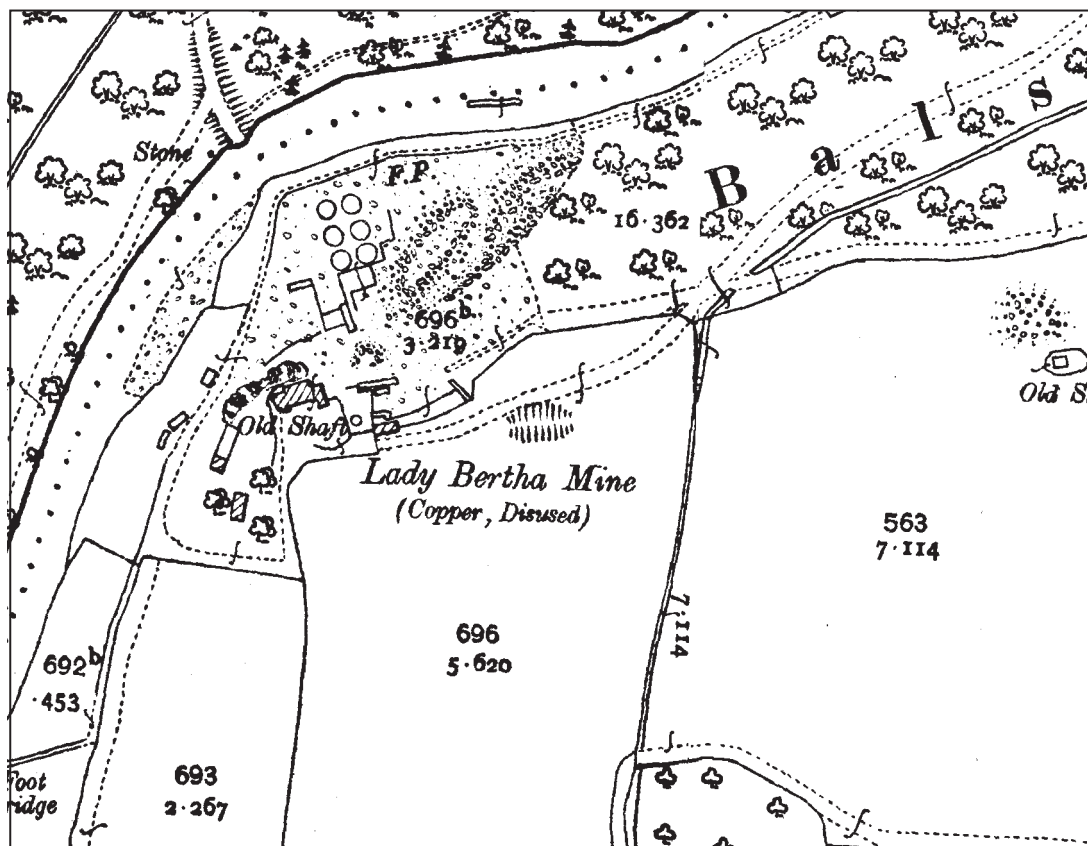 Stone
F.P.
B a l s
16·362
696b
3·219
Old Shaft
Lady Bertha Mine
(Copper, Disused)
Old S
563
7·114
7·114
696
5·620
692b
·453
693
2·267
Foot
ridge